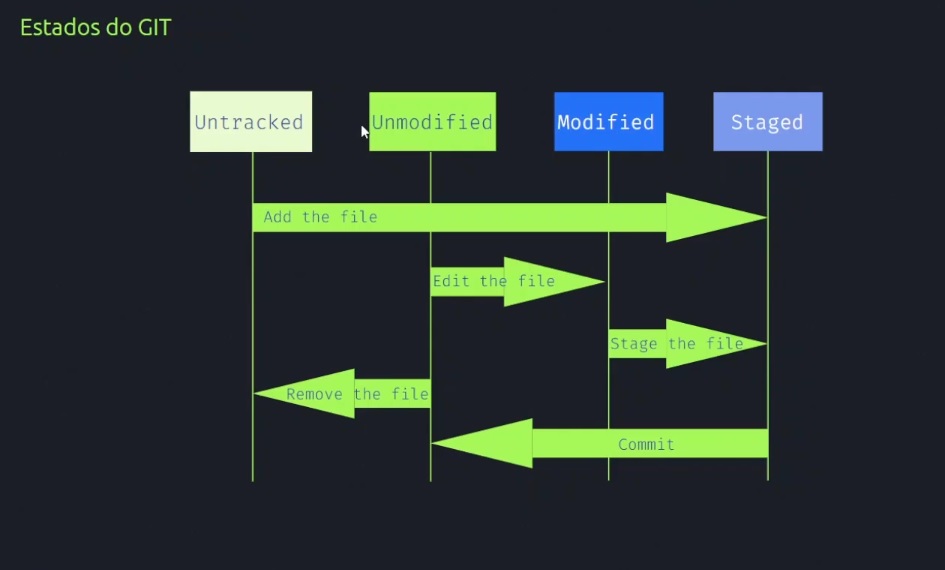 Estados do GIT
Untracked
Unmodified
Modified
Staged
Add the file
Edit the file
Stage the file
Remove the file
Commit